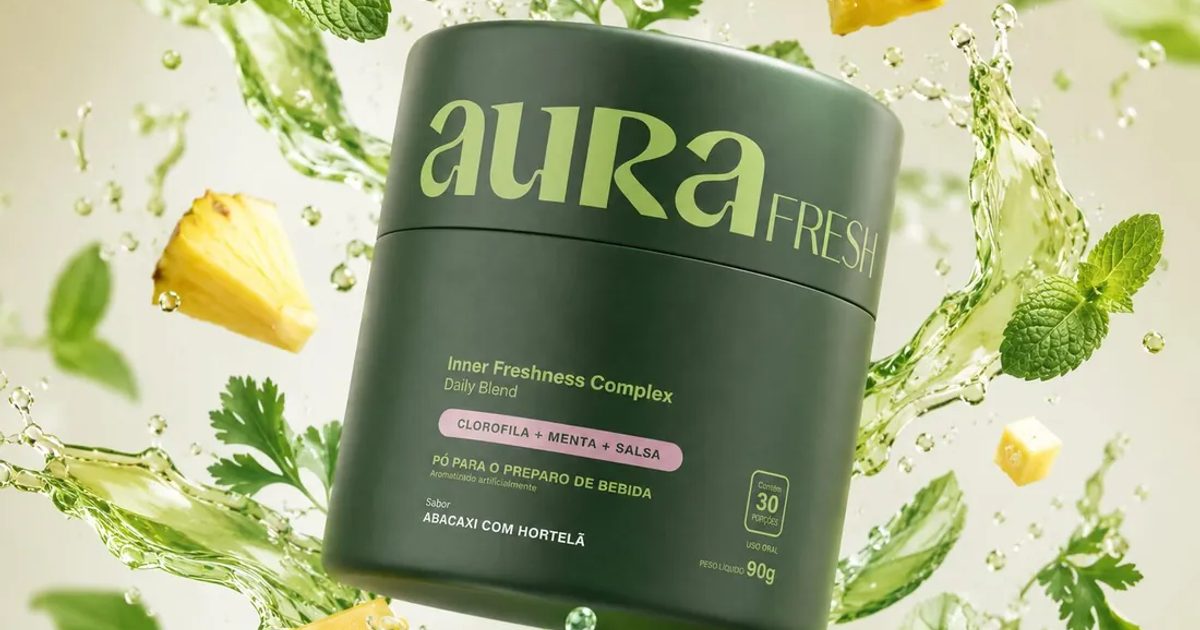 aura FRESH
Inner Freshness Complex
Daily Blend
CLOROFILA + MENTA + SALSA
PÓ PARA O PREPARO DE BEBIDA
Aromatizado artificialmente
Sabor
ABACAXI COM HORTELÃ
Contém
30
PORÇÕES
USO ORAL
PESO LÍQUIDO 90g